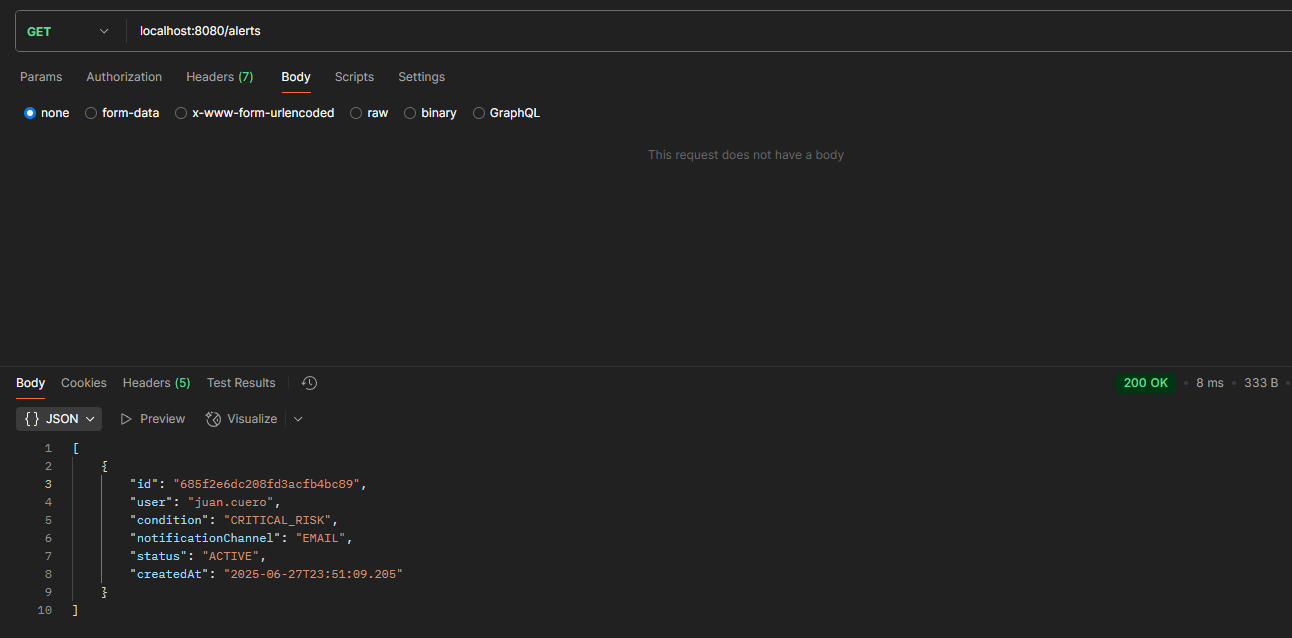 GET localhost:8080/alerts
Params Authorization Headers (7) Body Scripts Settings
none form-data x-www-form-urlencoded raw binary GraphQL
This request does not have a body
Body Cookies Headers (5) Test Results 200 OK 8 ms 333 B
{} JSON Preview Visualize
1 [
2 {
3 "id": "685f2e6dc208fd3acfb4bc89",
4 "user": "juan.cuero",
5 "condition": "CRITICAL_RISK",
6 "notificationChannel": "EMAIL",
7 "status": "ACTIVE",
8 "createdAt": "2025-06-27T23:51:09.205"
9 }
10 ]